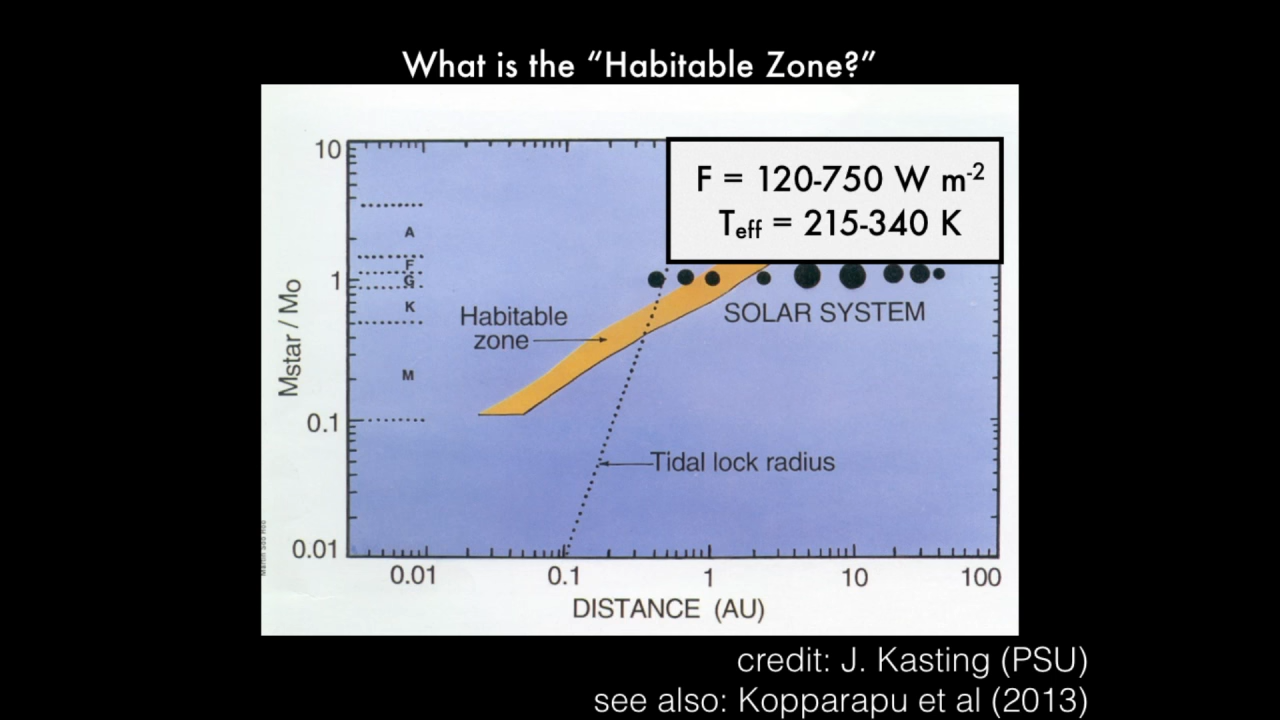 What is the “Habitable Zone?”
F = 120-750 W m-2
Teff = 215-340 K
10
1
0.1
0.01
Mstar / Mo
A
F
G
K
M
Habitable
zone
SOLAR SYSTEM
Tidal lock radius
0.01
0.1
1
10
100
DISTANCE (AU)
credit: J. Kasting (PSU)
see also: Kopparapu et al (2013)